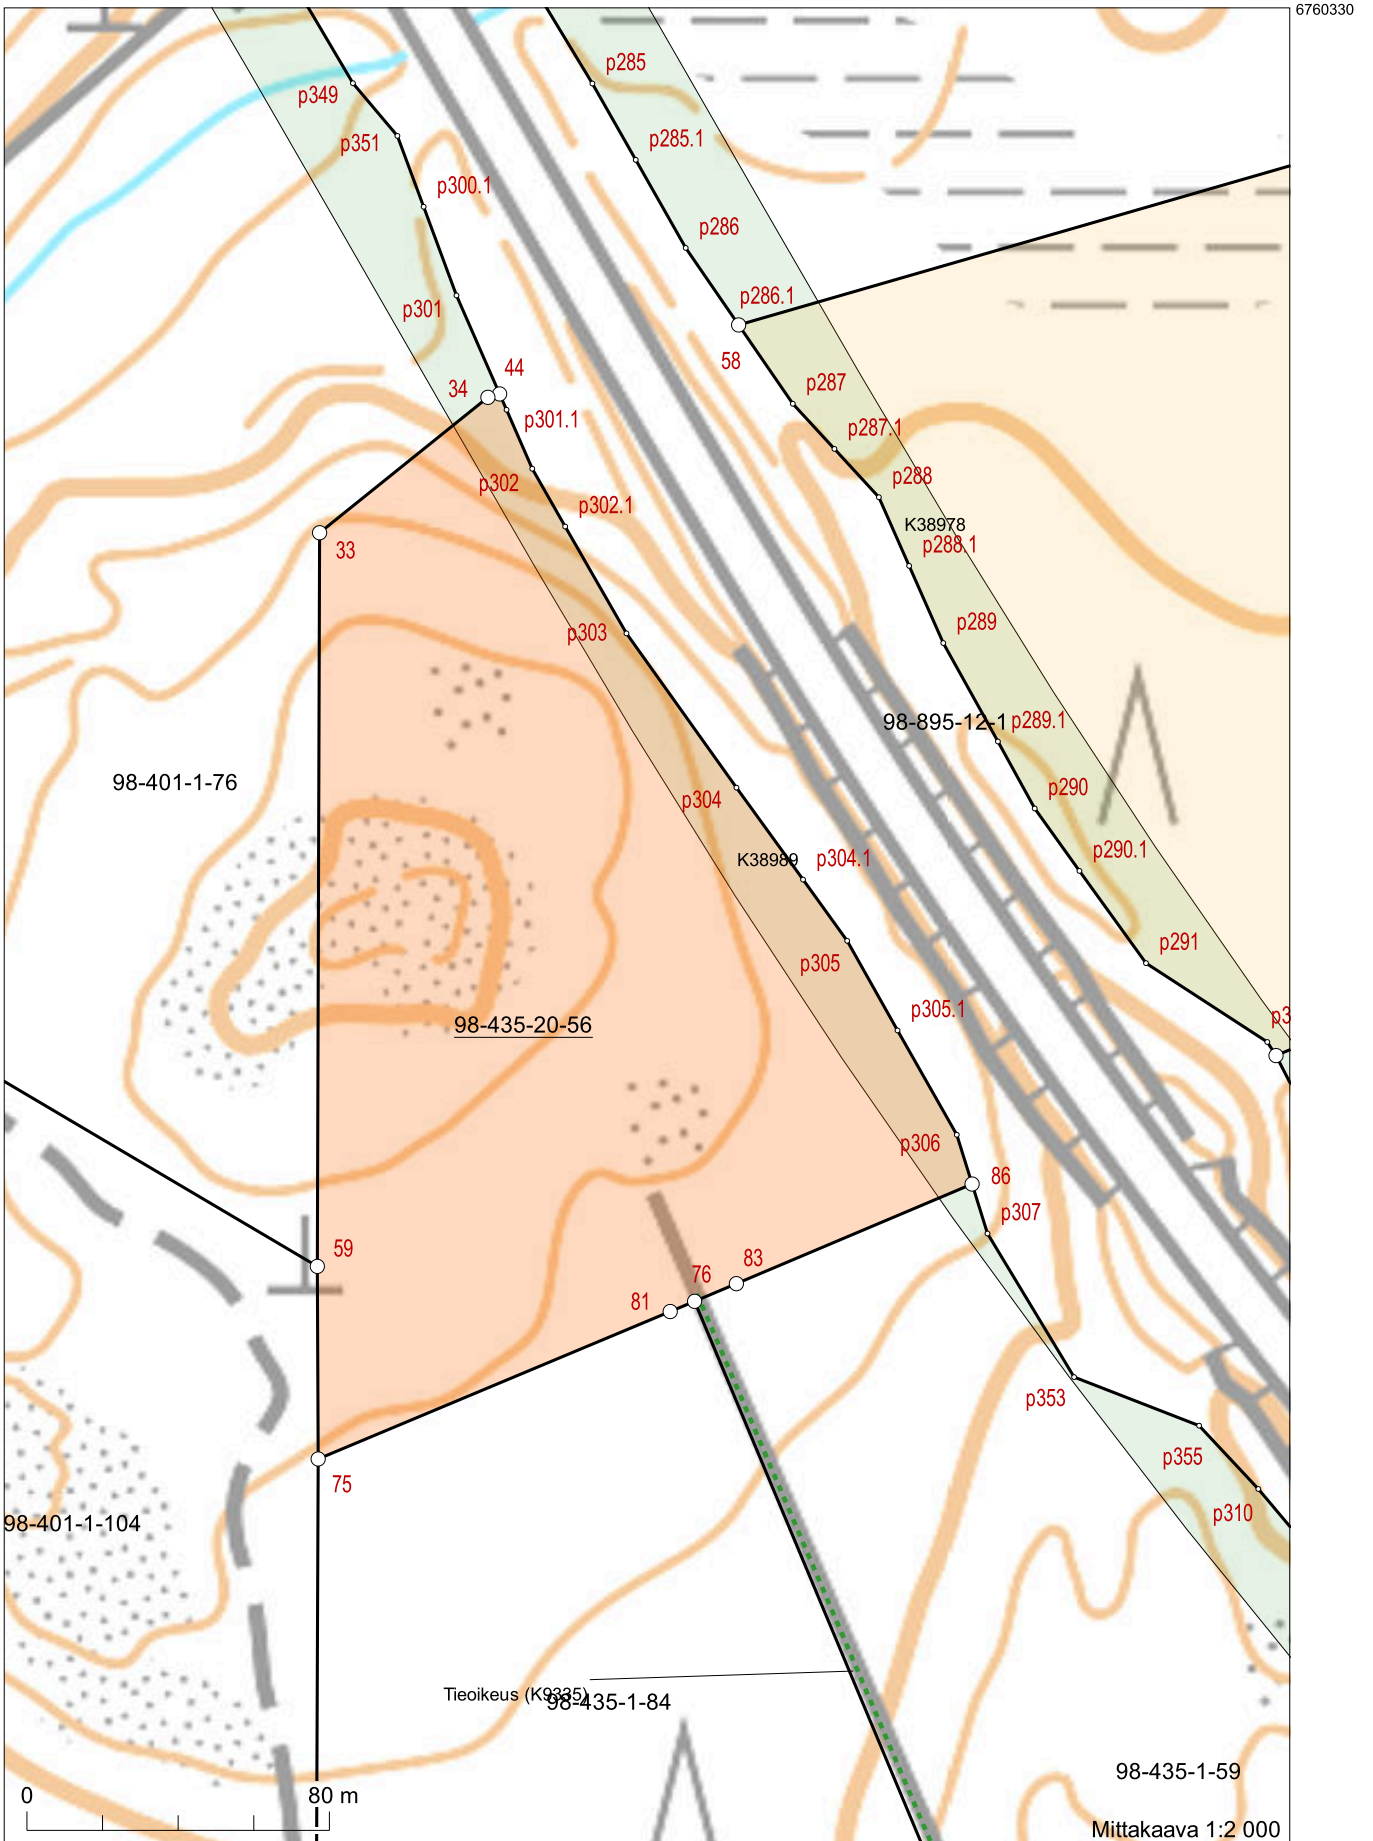 6760330
p285
p349
p285.1
p351
p300.1
p286
p286.1
p301
58
44
34
p287
p301.1
p287.1
p302
p288
p302.1
K38978
33
p288.1
p289
p303
98-895-12-1
p289.1
98-401-1-76
p290
p304
p290.1
K38989
p304.1
p291
p305
p305.1
p3
98-435-20-56
p306
86
p307
59
83
76
81
p353
p355
75
p310
98-401-1-104
Tieoikeus (K9335)
98-435-1-84
98-435-1-59
0 80 m
Mittakaava 1:2 000